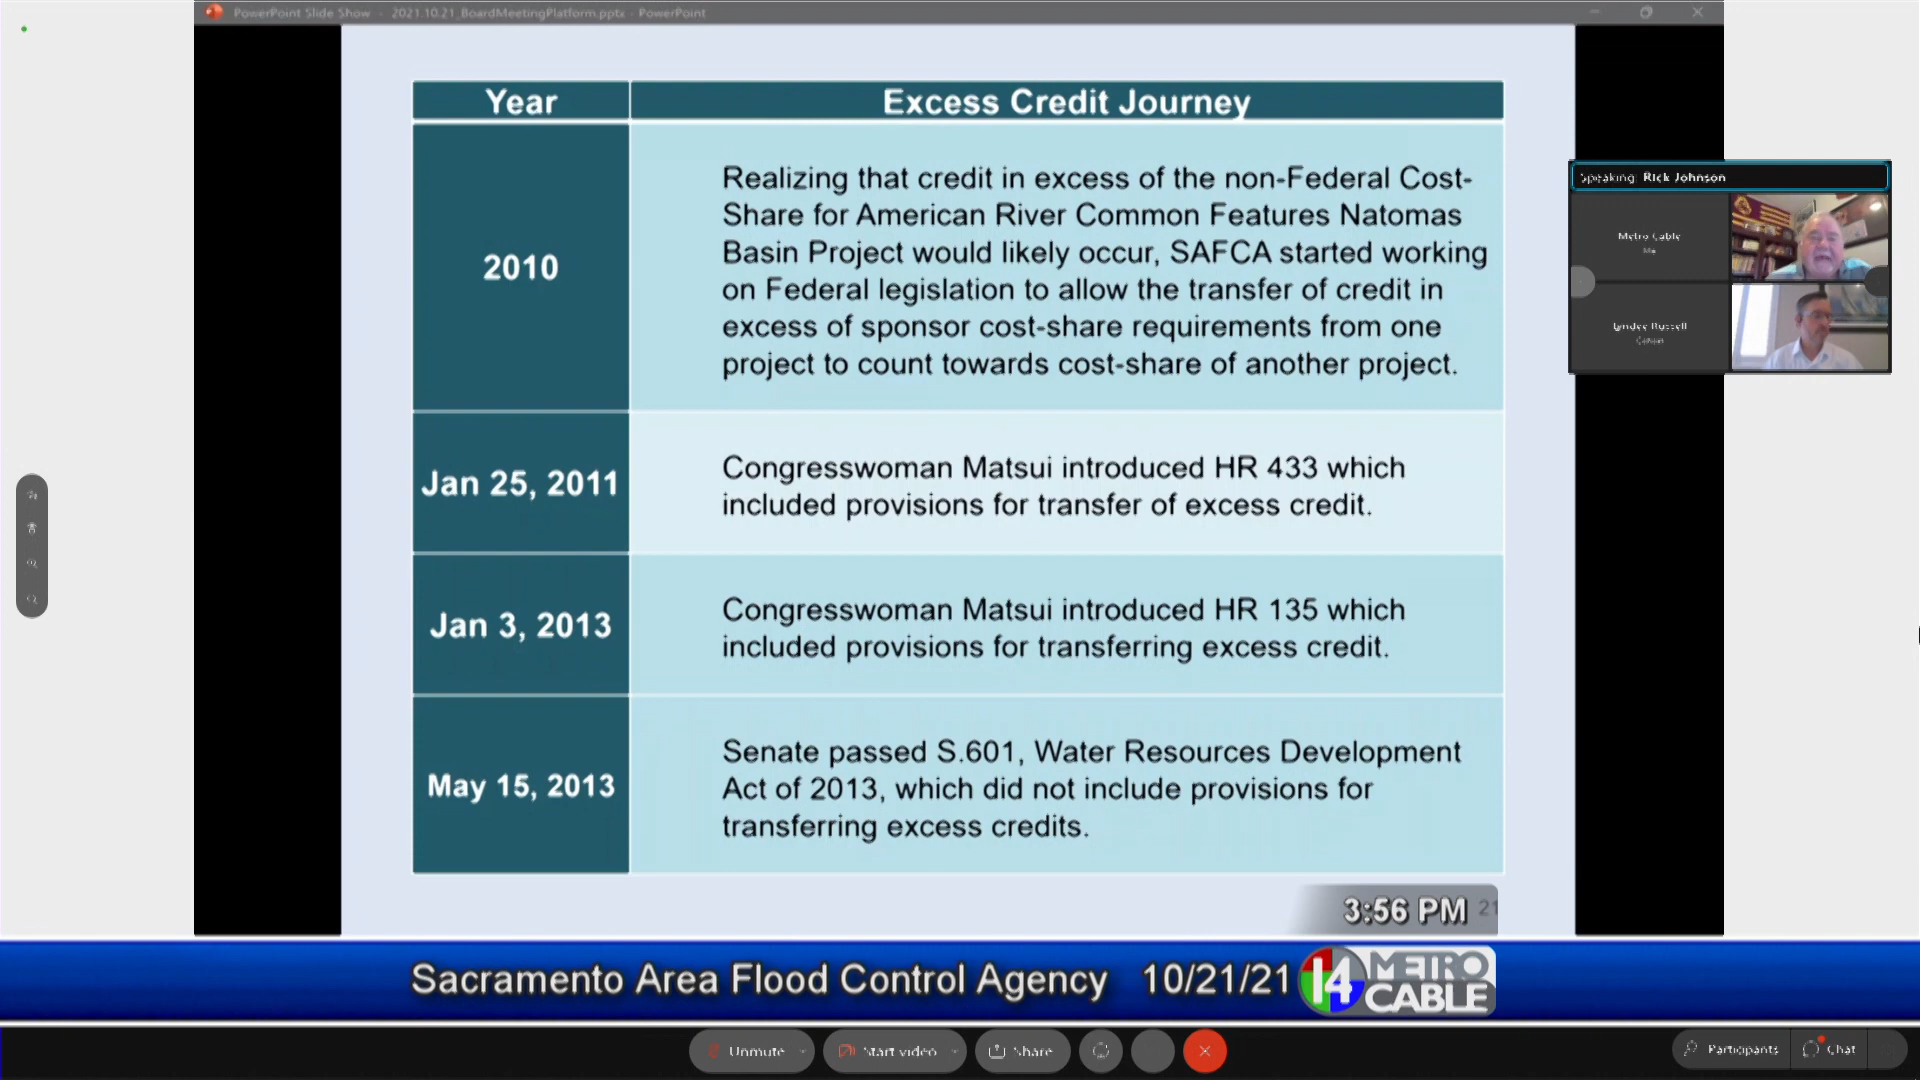 PowerPoint Slide Show - 2021.10.21_BoardMeetingPlatform.pptx - PowerPoint
Year
Excess Credit Journey
2010
Realizing that credit in excess of the non-Federal Cost-
Share for American River Common Features Natomas
Basin Project would likely occur, SAFCA started working
on Federal legislation to allow the transfer of credit in
excess of sponsor cost-share requirements from one
project to count towards cost-share of another project.
Jan 25, 2011
Congresswoman Matsui introduced HR 433 which
included provisions for transfer of excess credit.
Jan 3, 2013
Congresswoman Matsui introduced HR 135 which
included provisions for transferring excess credit.
May 15, 2013
Senate passed S.601, Water Resources Development
Act of 2013, which did not include provisions for
transferring excess credits.
Speaking: Rick Johnson
Metro Cable
Me
Lyndee Russell
3:56 PM
21
Sacramento Area Flood Control Agency 10/21/21
14 METRO
CABLE
Unmute
Start video
Share
Participants
Chat